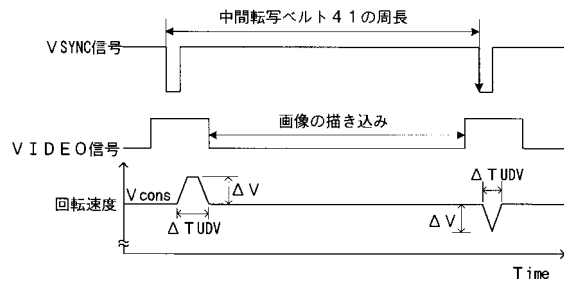 中間転写ベルト41の周長
VSYNC信号
画像の描き込み
VIDEO信号
Vcons
ΔV
ΔTUDV
回転速度
ΔTUDV
ΔV
Time